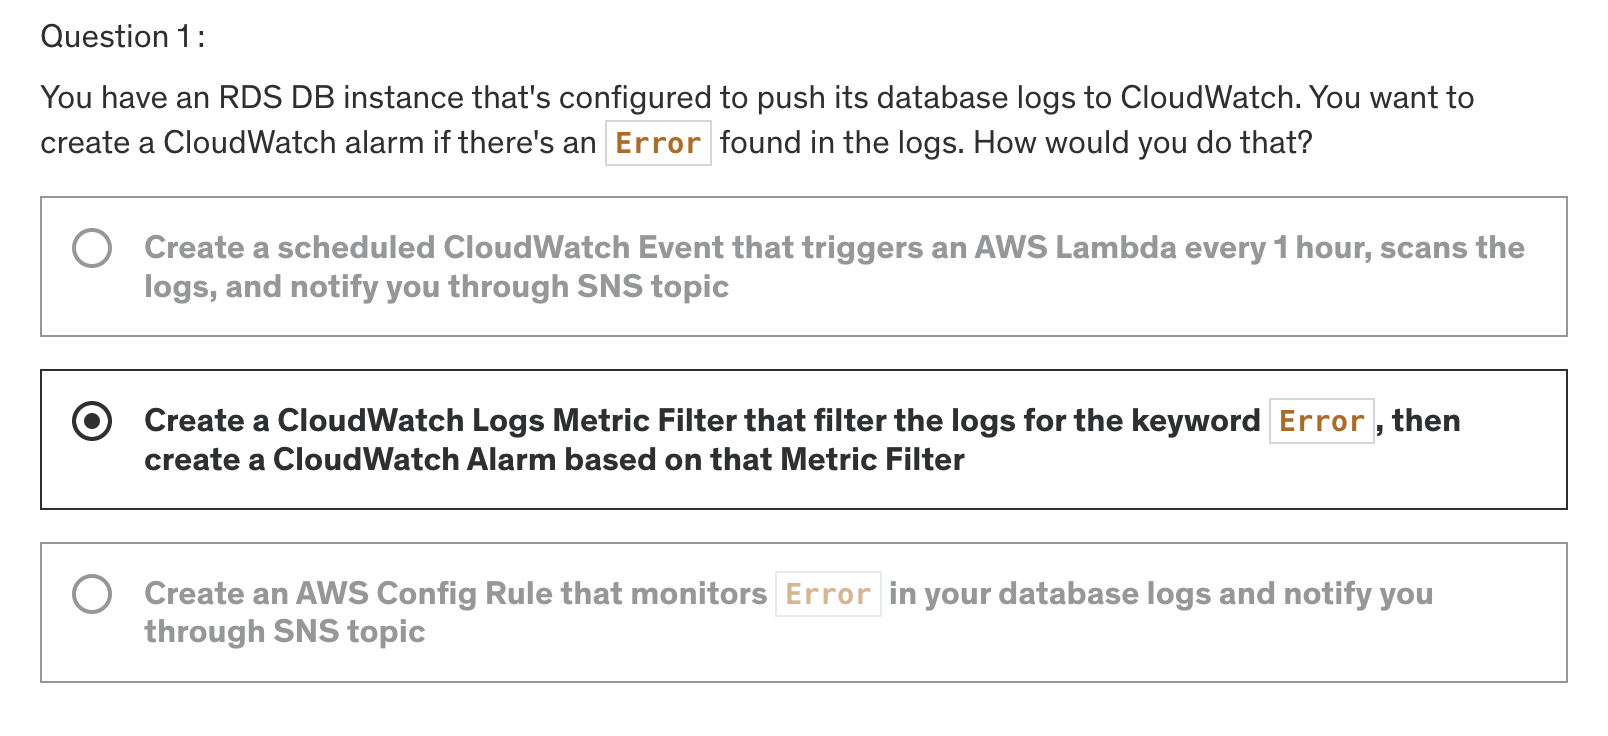 Question 1:
You have an RDS DB instance that's configured to push its database logs to CloudWatch. You want to
create a CloudWatch alarm if there's an Error found in the logs. How would you do that?
Create a scheduled CloudWatch Event that triggers an AWS Lambda every 1 hour, scans the
logs, and notify you through SNS topic
Create a CloudWatch Logs Metric Filter that filter the logs for the keyword Error, then
create a CloudWatch Alarm based on that Metric Filter
Create an AWS Config Rule that monitors Error in your database logs and notify you
through SNS topic